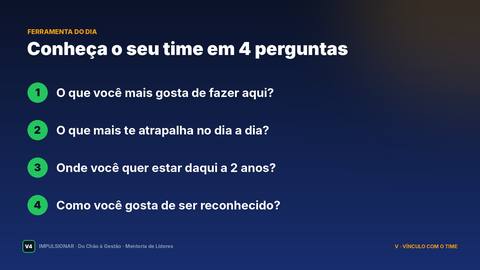 FERRAMENTA DO DIA
Conheça o seu time em 4 perguntas
1 O que você mais gosta de fazer aqui?
2 O que mais te atrapalha no dia a dia?
3 Onde você quer estar daqui a 2 anos?
4 Como você gosta de ser reconhecido?
V4 IMPULSIONAR · Do Chão à Gestão · Mentoria de Líderes
V · VÍNCULO COM O TIME